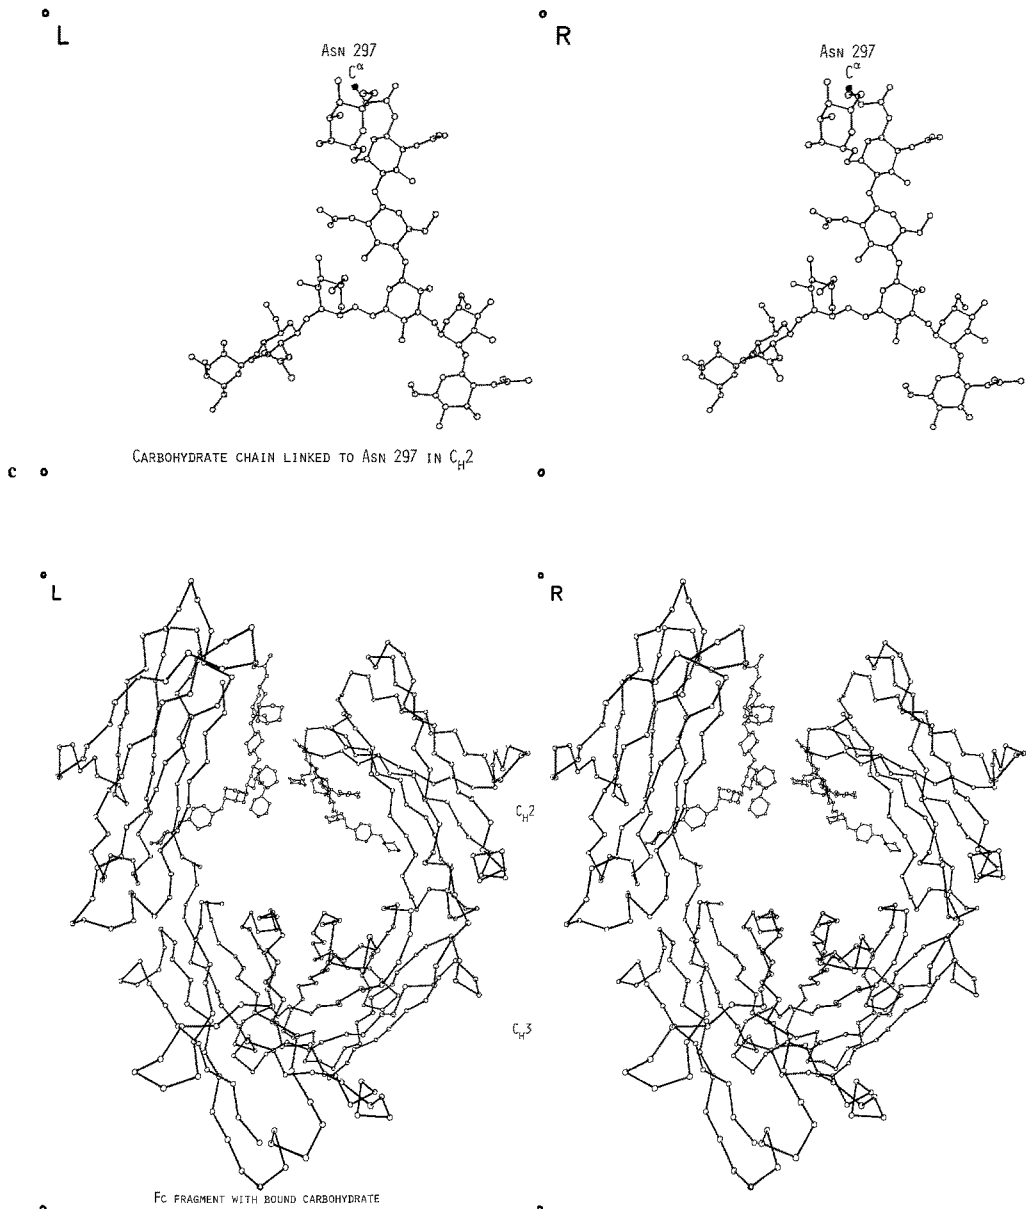 L
R
ASN 297
Cα
ASN 297
Cα
CARBOHYDRATE CHAIN LINKED TO ASN 297 IN CH2
c
L
R
CH2
CH3
FC FRAGMENT WITH BOUND CARBOHYDRATE